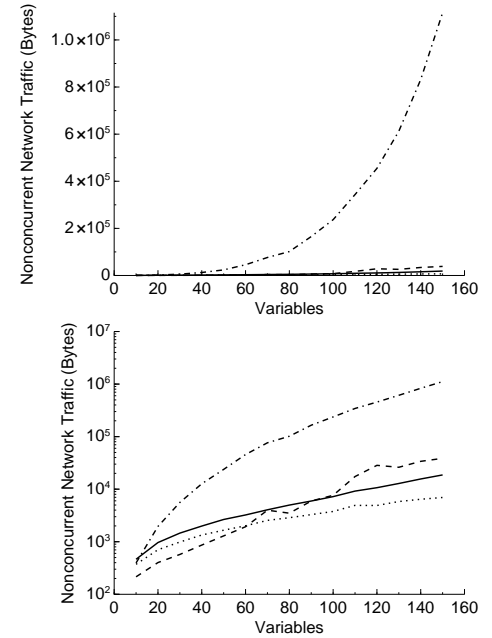 Nonconcurrent Network Traffic (Bytes)
1.0×10⁶
8×10⁵
6×10⁵
4×10⁵
2×10⁵
0
0 20 40 60 80 100 120 140 160
Variables
Nonconcurrent Network Traffic (Bytes)
10⁷
10⁶
10⁵
10⁴
10³
10²
0 20 40 60 80 100 120 140 160
Variables